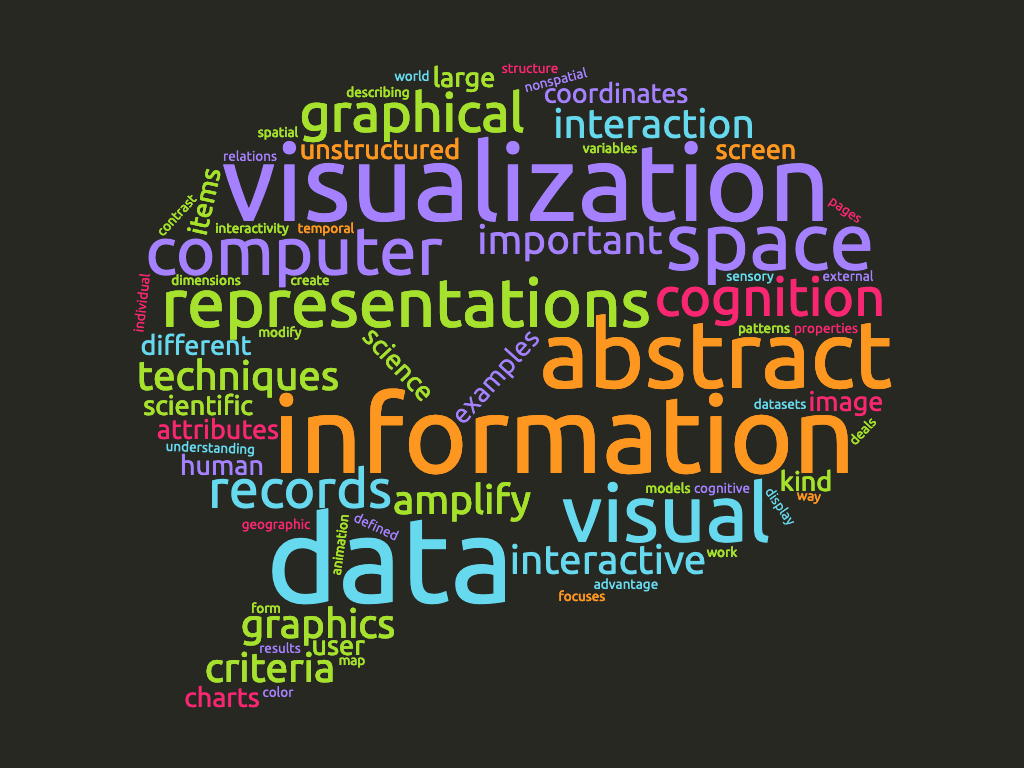 structure
world large nonspatial
describing coordinates
graphical interaction
spatial
relations unstructured variables screen
visualization
contrast items pages
interactivity temporal
computer important space
individual dimensions create sensory external
representations cognition
modify patterns properties
different science examples abstract
techniques
scientific datasets image
attributes information deals
understanding
human
records amplify visual models cognitive kind
display way
geographic animation defined
data interactive work
advantage
focuses
form
graphics
results user
criteria map
charts color